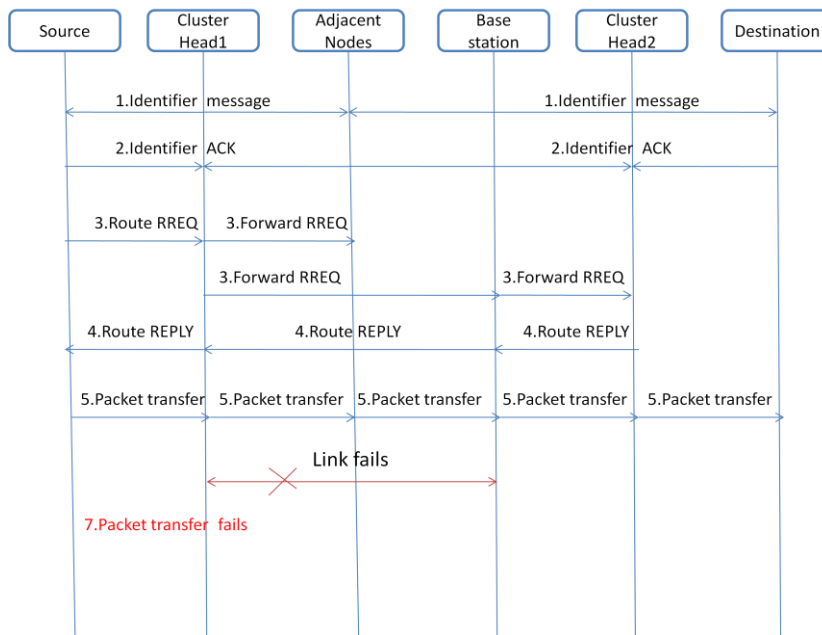 Source
Cluster
Head1
Adjacent
Nodes
Base
station
Cluster
Head2
Destination
1.Identifier message
1.Identifier message
2.Identifier ACK
2.Identifier ACK
3.Route RREQ
3.Forward RREQ
3.Forward RREQ
3.Forward RREQ
4.Route REPLY
4.Route REPLY
4.Route REPLY
5.Packet transfer
5.Packet transfer
5.Packet transfer
5.Packet transfer
5.Packet transfer
Link fails
7.Packet transfer fails